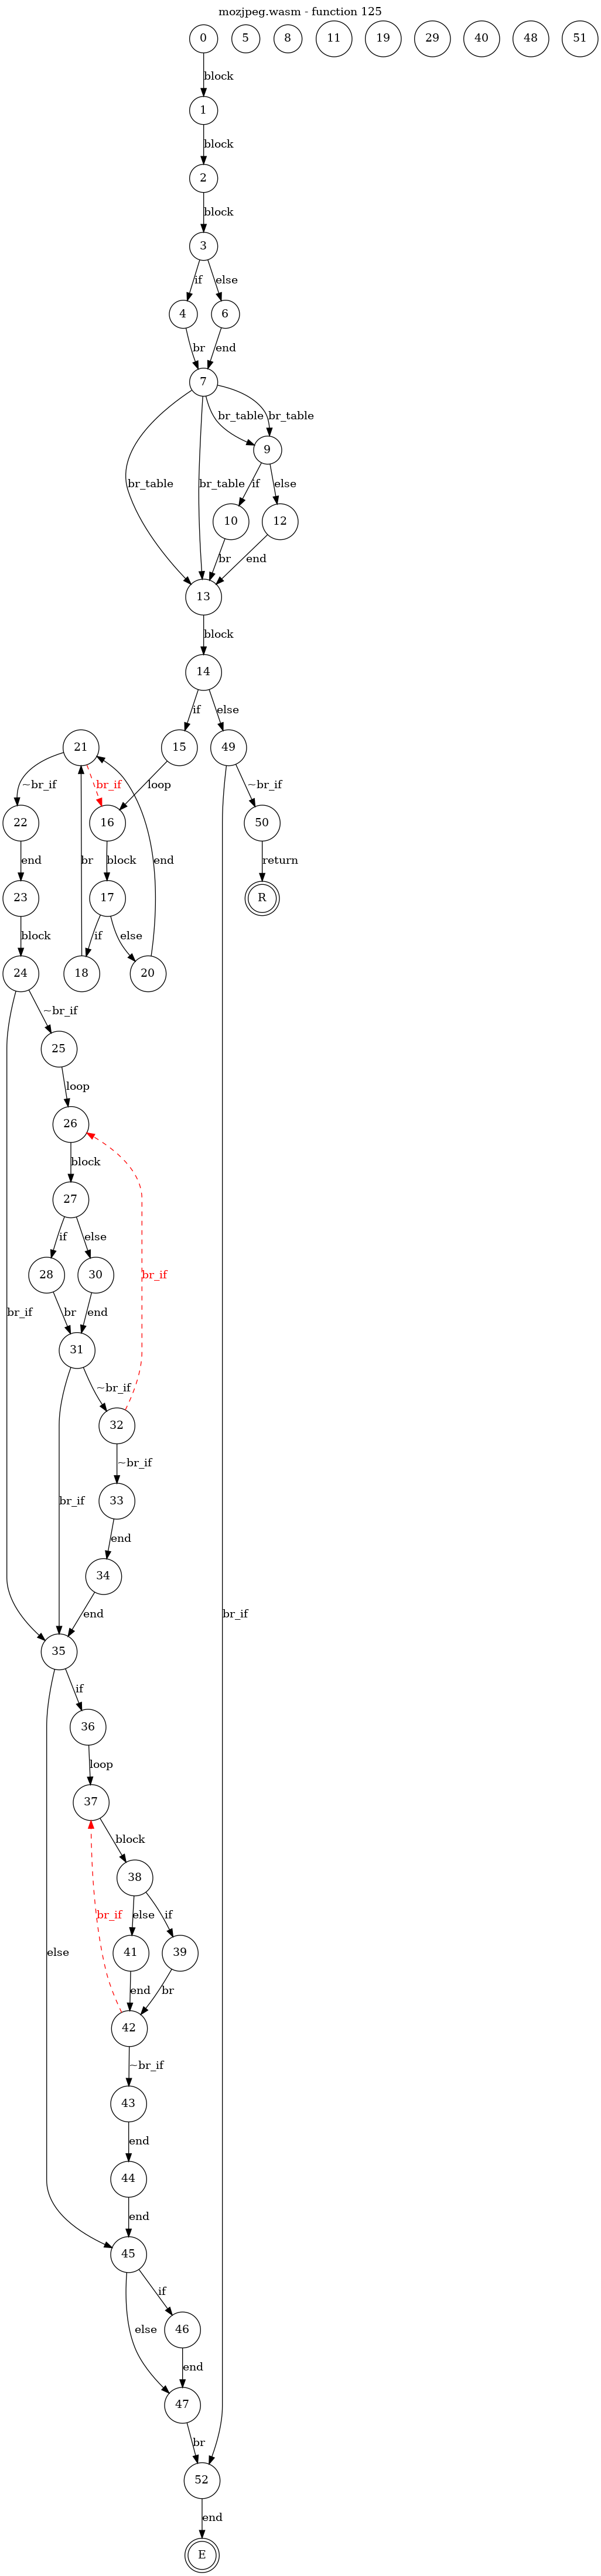 mozjpeg.wasm - function 125
0 5 8 11 19 29 40 48 51
block
1
block
2
block
3
if else
4 6
br end
7
br_table br_table
9
br_table br_table if else
10 12
br end
13
block
14
if else
21 15 49
~br_if br_if loop ~br_if
22 16 50
end br block end return
23 17 R
block if else
24 18 20
~br_if
25
loop
26
block
27
if else
28 30
br_if br end br_if
31
~br_if
32
br_if ~br_if
33
end
34
end br_if
35
if
36
loop
37
block
38
br_if else if
else 41 39
end br
42
~br_if
43
end
44
end
45
if
46
else end
47
br
52
end
E